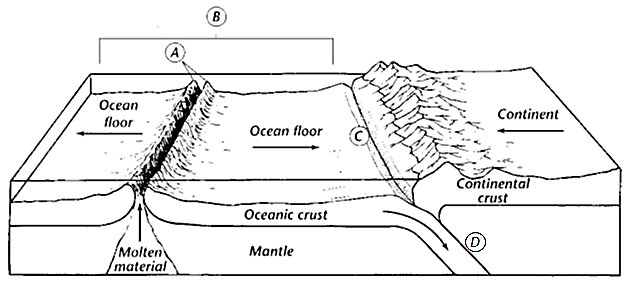 B
A
Ocean
floor
Ocean floor
C
Continent
Continental
crust
Oceanic crust
D
Molten
material
Mantle